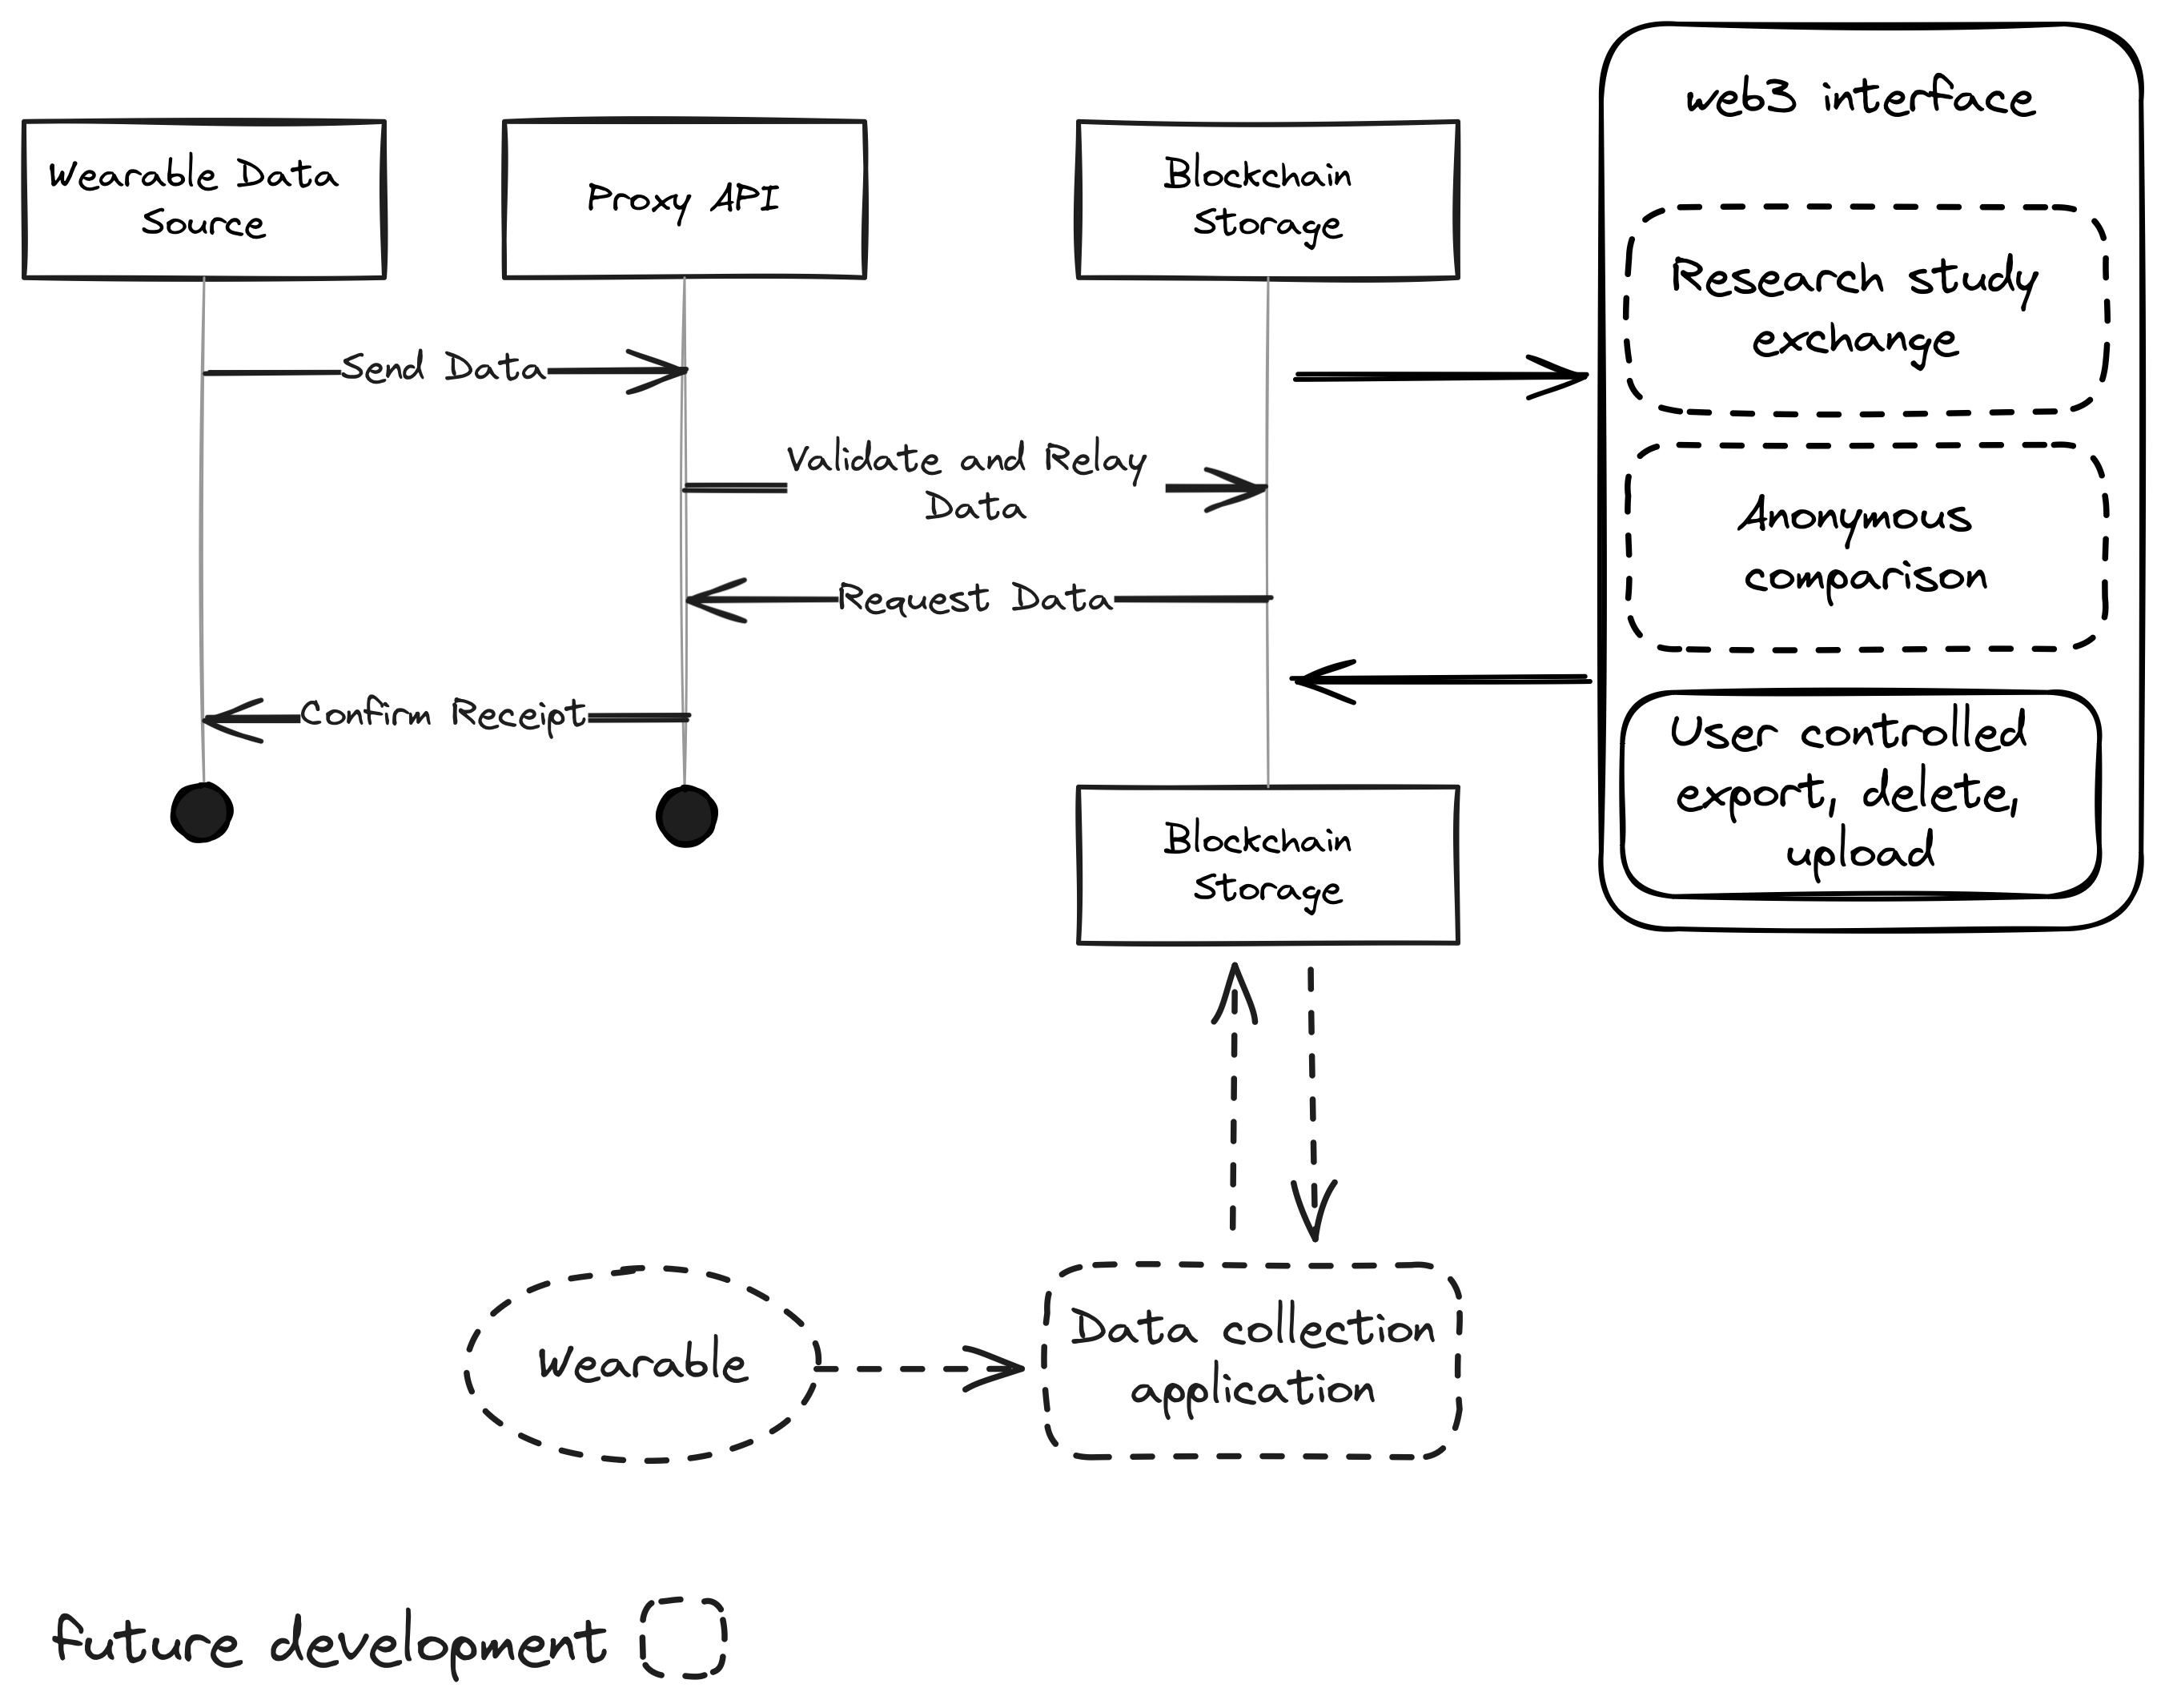 web3 interface
Wearable Data
Source
Proxy API
Blockchain
Storage
Research study
exchange
Send Data
Validate and Relay
Data
Anonymous
comparison
Request Data
Confirm Receipt
User controlled
export, delete,
upload
Blockchain
Storage
Wearable
Data collection
application
future development